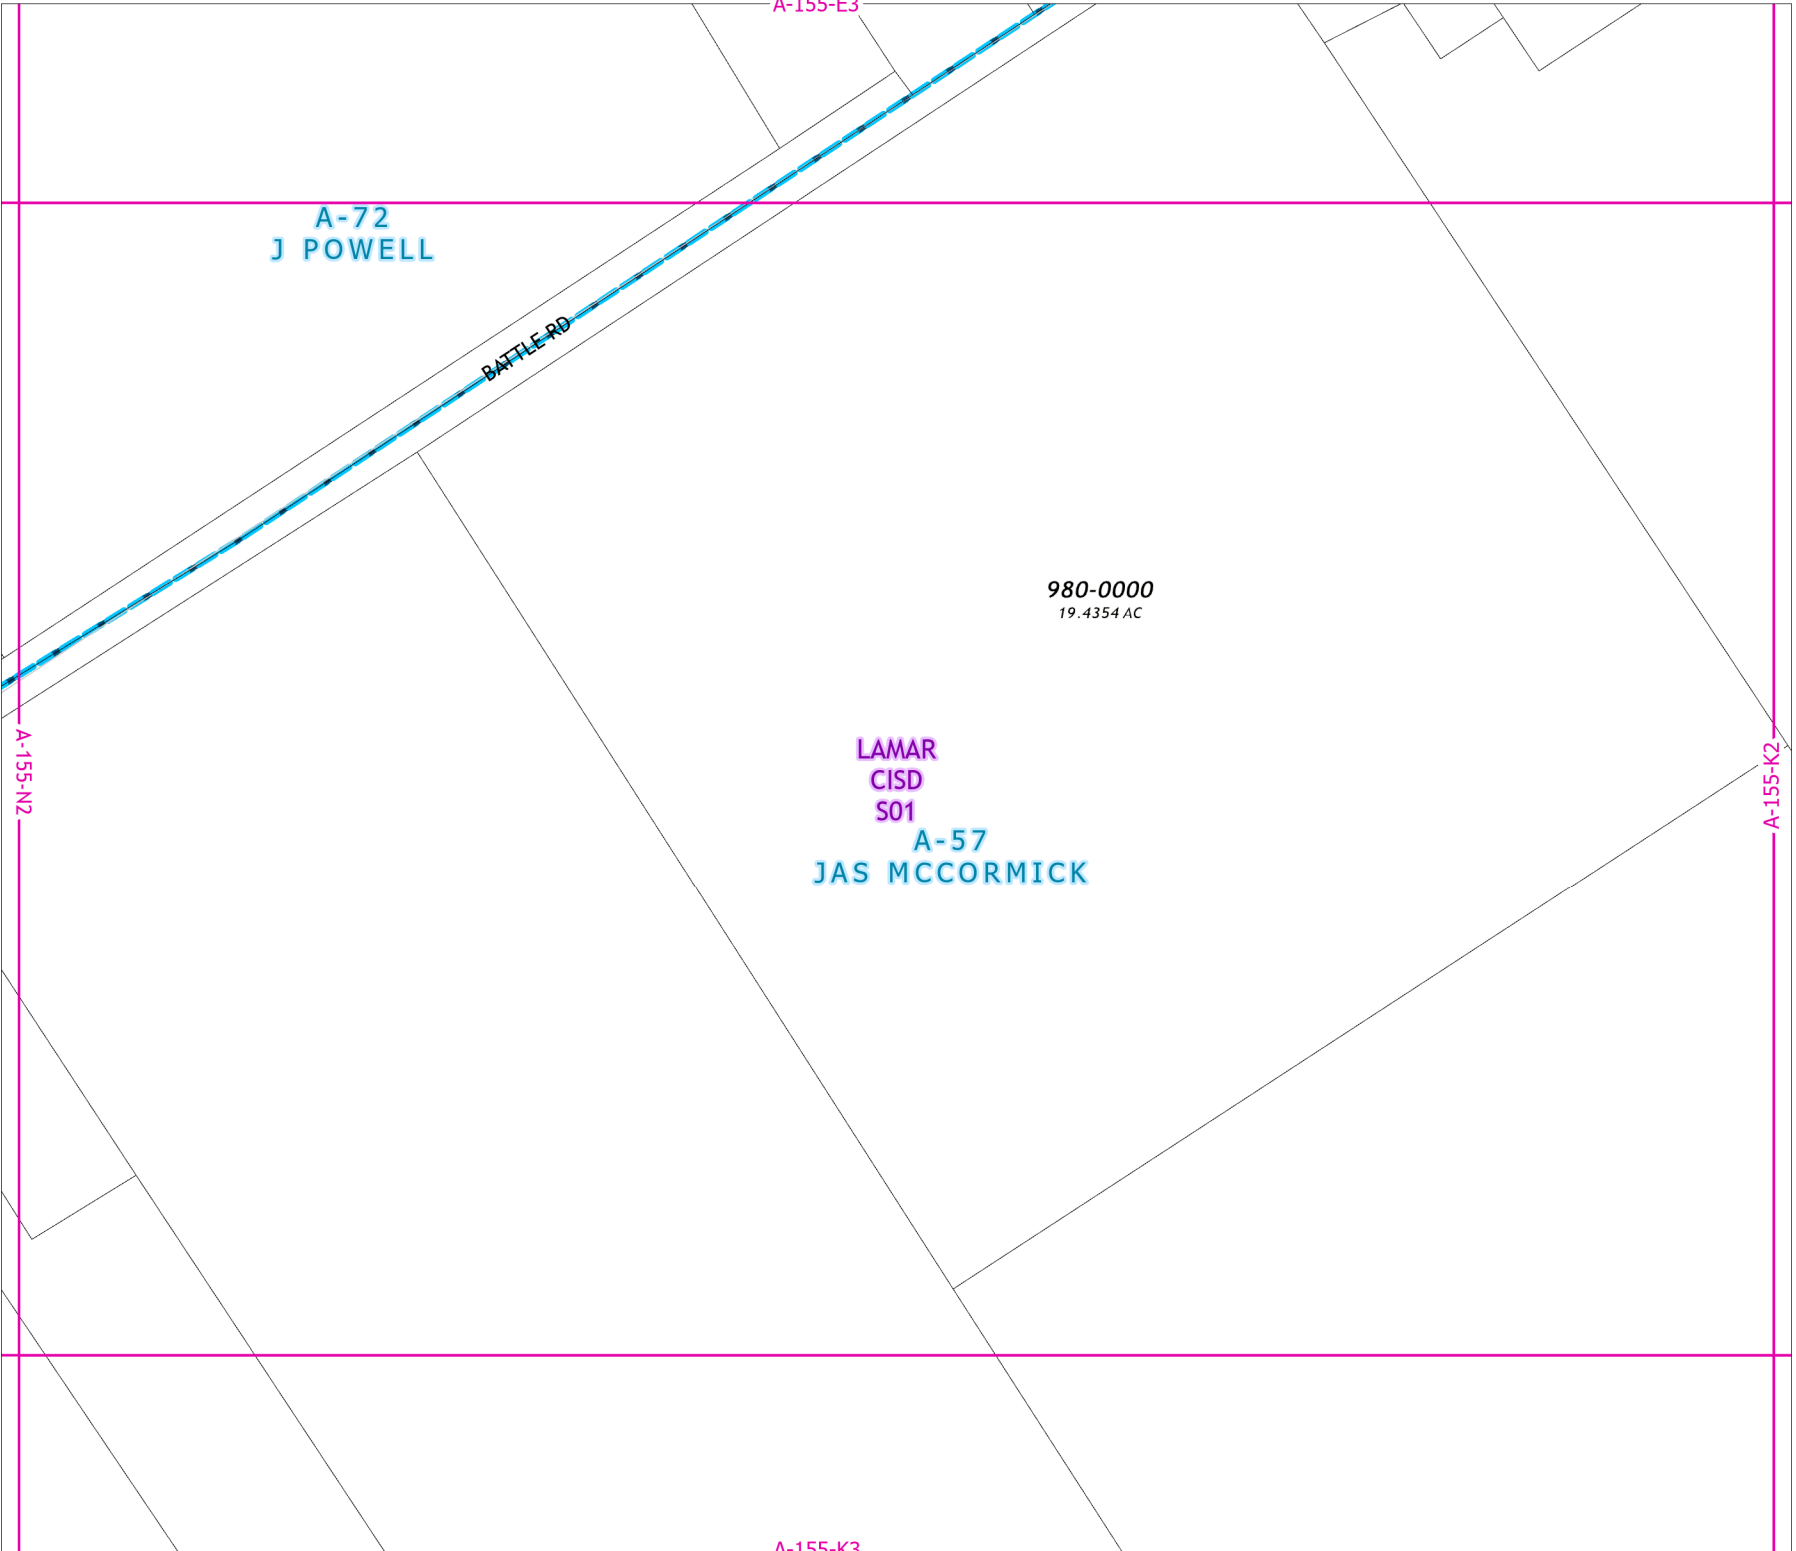 A-155-E3
A-72
J POWELL
BATTLE RD
980-0000
19.4354 AC
A-155-N2
LAMAR
CISD
S01
A-155-K2
A-57
JAS MCCORMICK
A-155-K3